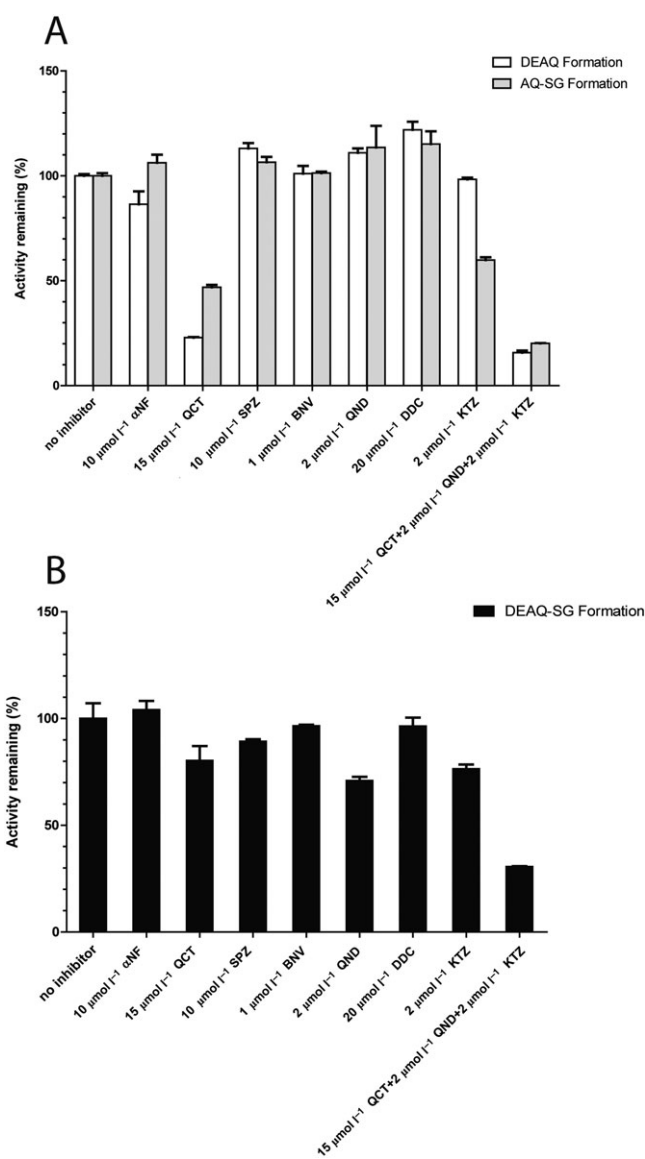 A
DEAQ Formation
AQ-SG Formation
150
100
50
0
Activity remaining (%)
no inhibitor
10 μmol l⁻¹ αNF
15 μmol l⁻¹ QCT
10 μmol l⁻¹ SPZ
1 μmol l⁻¹ BNV
2 μmol l⁻¹ QND
20 μmol l⁻¹ DDC
2 μmol l⁻¹ KTZ
15 μmol l⁻¹ QCT+2 μmol l⁻¹ QND+2 μmol l⁻¹ KTZ
B
DEAQ-SG Formation
150
100
50
0
Activity remaining (%)
no inhibitor
10 μmol l⁻¹ αNF
15 μmol l⁻¹ QCT
10 μmol l⁻¹ SPZ
1 μmol l⁻¹ BNV
2 μmol l⁻¹ QND
20 μmol l⁻¹ DDC
2 μmol l⁻¹ KTZ
15 μmol l⁻¹ QCT+2 μmol l⁻¹ QND+2 μmol l⁻¹ KTZ